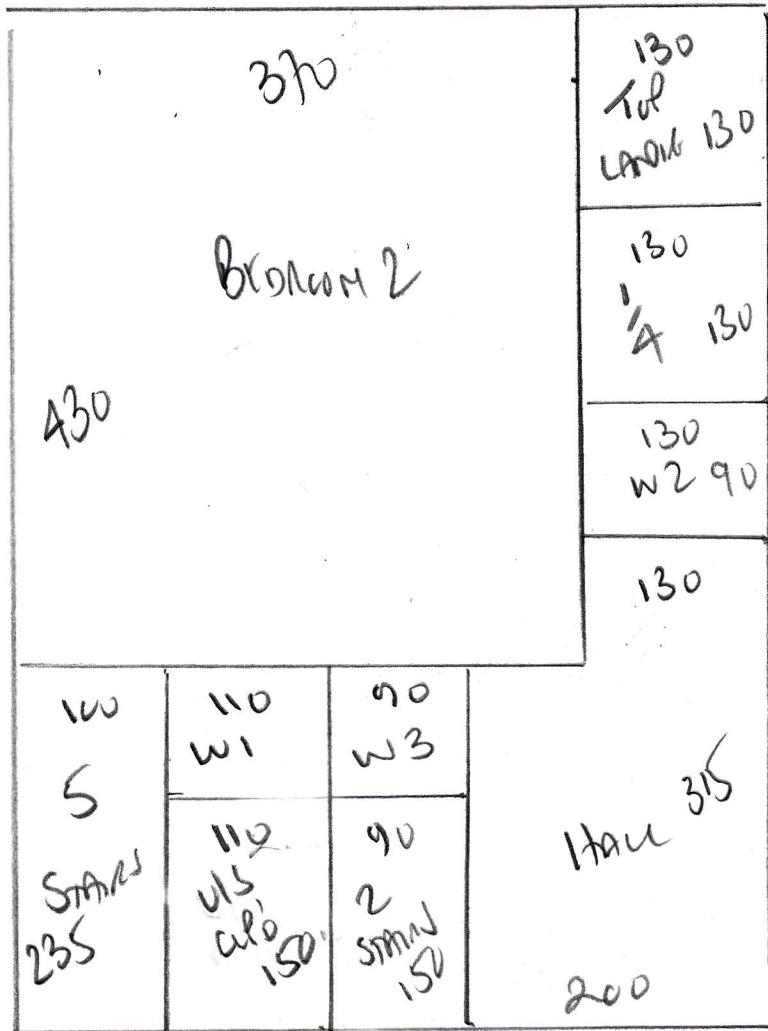 370
BEDROOM 2
430
130
TOP
LANDING 130
130
1/4 130
130
W2 90
130
HALL 315
200
100
5
STAIRS
235
110
W1
90
W3
110
U/S
CUPD
150
90
2
STAIRS
150